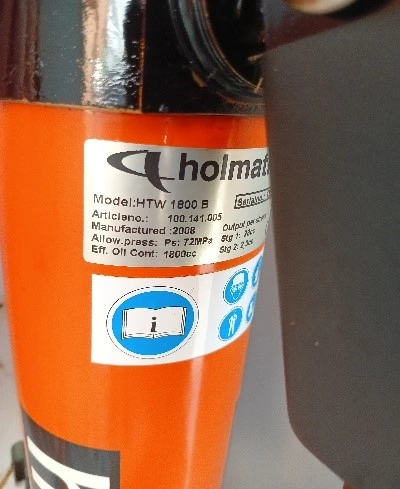 holmat
Model:HTW 1800 B
Articleno.: 100.141.005
Manufactured :2008
Allow.press: Ps: 72MPa
Eff. Oil Cont: 1800cc
Output per
Stg 1:
Stg 2:
i